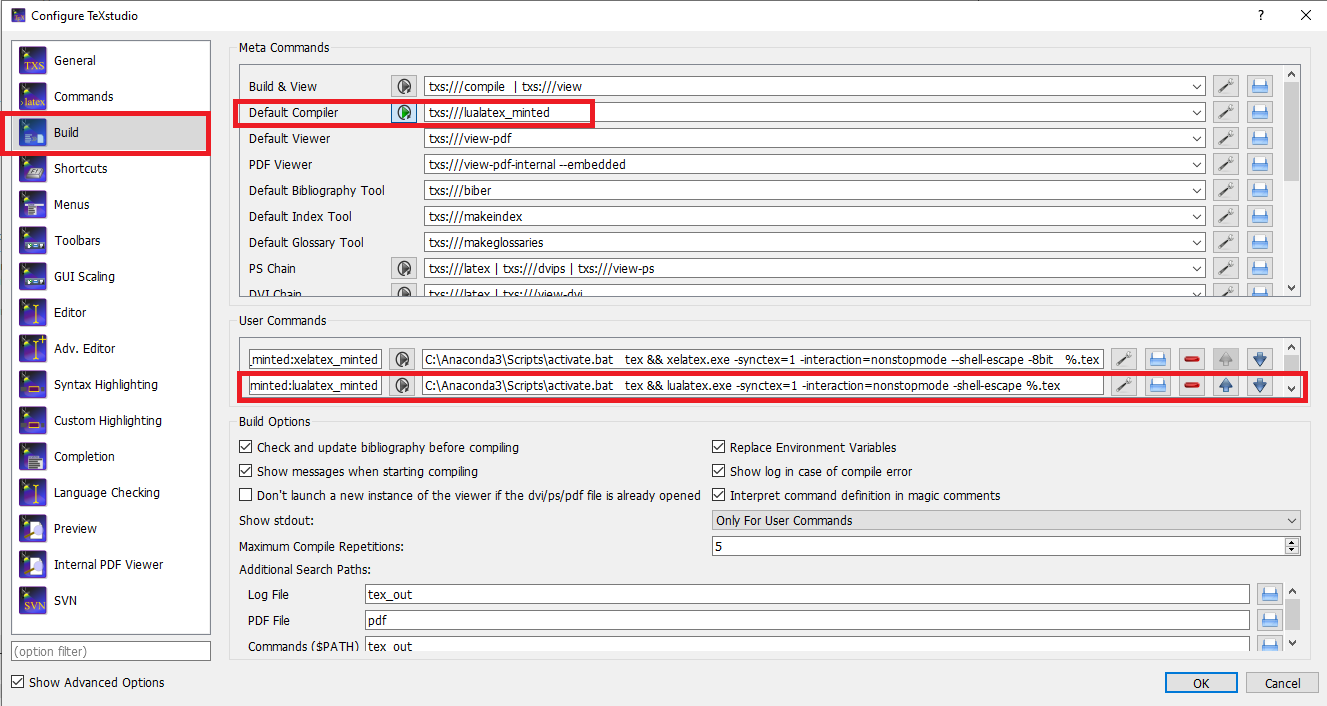 Configure TeXstudio
?
General
Commands
Build
Shortcuts
Menus
Toolbars
GUI Scaling
Editor
Adv. Editor
Syntax Highlighting
Custom Highlighting
Completion
Language Checking
Preview
Internal PDF Viewer
SVN
(option filter)
Show Advanced Options
Meta Commands
Build & View txs:///compile | txs:///view
Default Compiler txs:///lualatex_minted
Default Viewer txs:///view-pdf
PDF Viewer txs:///view-pdf-internal --embedded
Default Bibliography Tool txs:///biber
Default Index Tool txs:///makeindex
Default Glossary Tool txs:///makeglossaries
PS Chain txs:///latex | txs:///dvips | txs:///view-ps
DVI Chain txs:///latex | txs:///view-dvi
User Commands
minted:xelatex_minted C:\Anaconda3\Scripts\activate.bat tex && xelatex.exe -synctex=1 -interaction=nonstopmode --shell-escape -8bit %.tex
minted:lualatex_minted C:\Anaconda3\Scripts\activate.bat tex && lualatex.exe -synctex=1 -interaction=nonstopmode -shell-escape %.tex
Build Options
Check and update bibliography before compiling Replace Environment Variables
Show messages when starting compiling Show log in case of compile error
Don't launch a new instance of the viewer if the dvi/ps/pdf file is already opened Interpret command definition in magic comments
Show stdout: Only For User Commands
Maximum Compile Repetitions: 5
Additional Search Paths:
Log File tex_out
PDF File pdf
Commands ($PATH) tex_out
OK Cancel